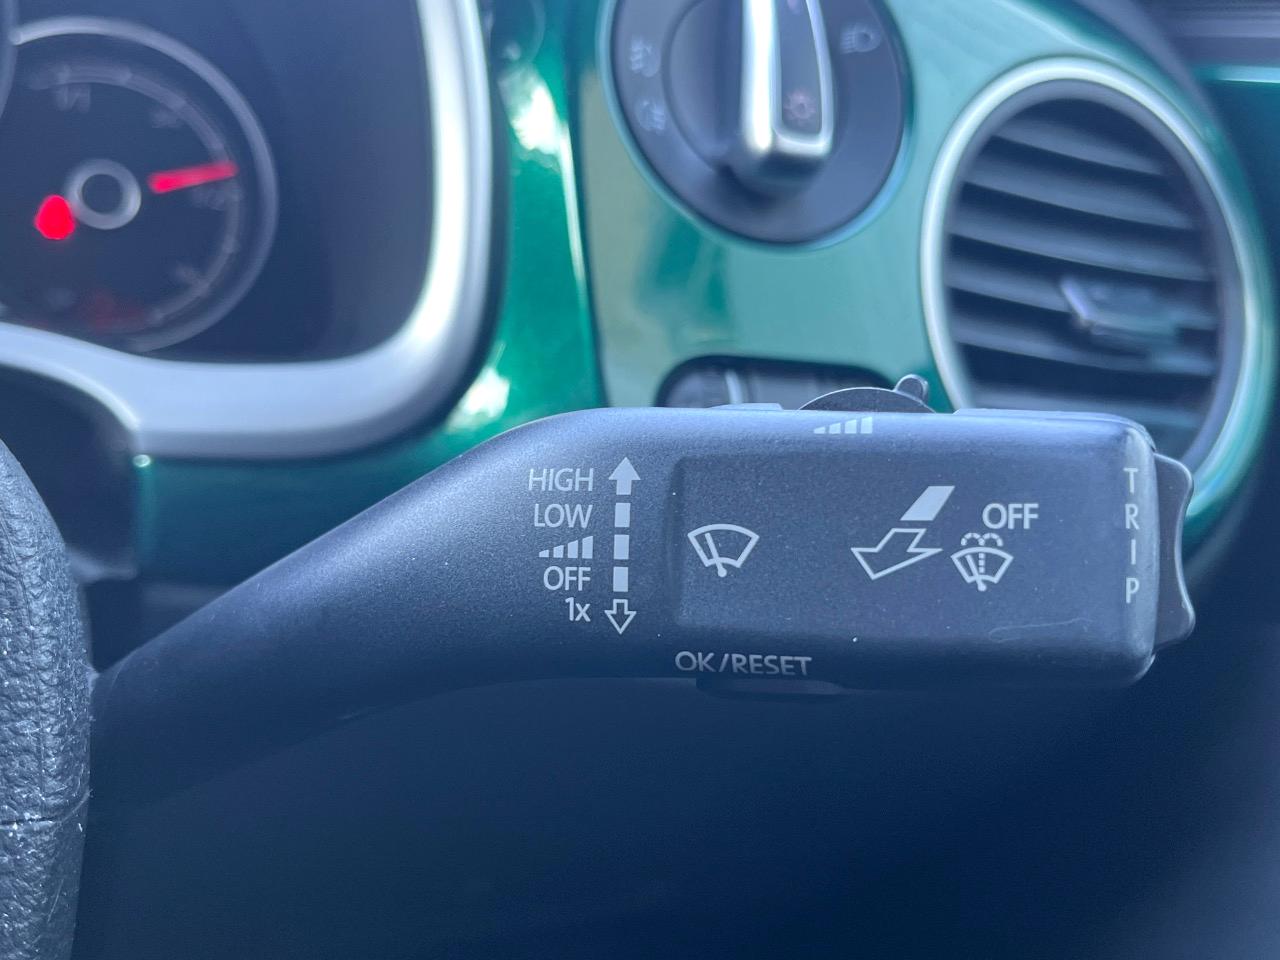 HIGH
LOW
OFF
1x
OFF
TRIP
OK/RESET